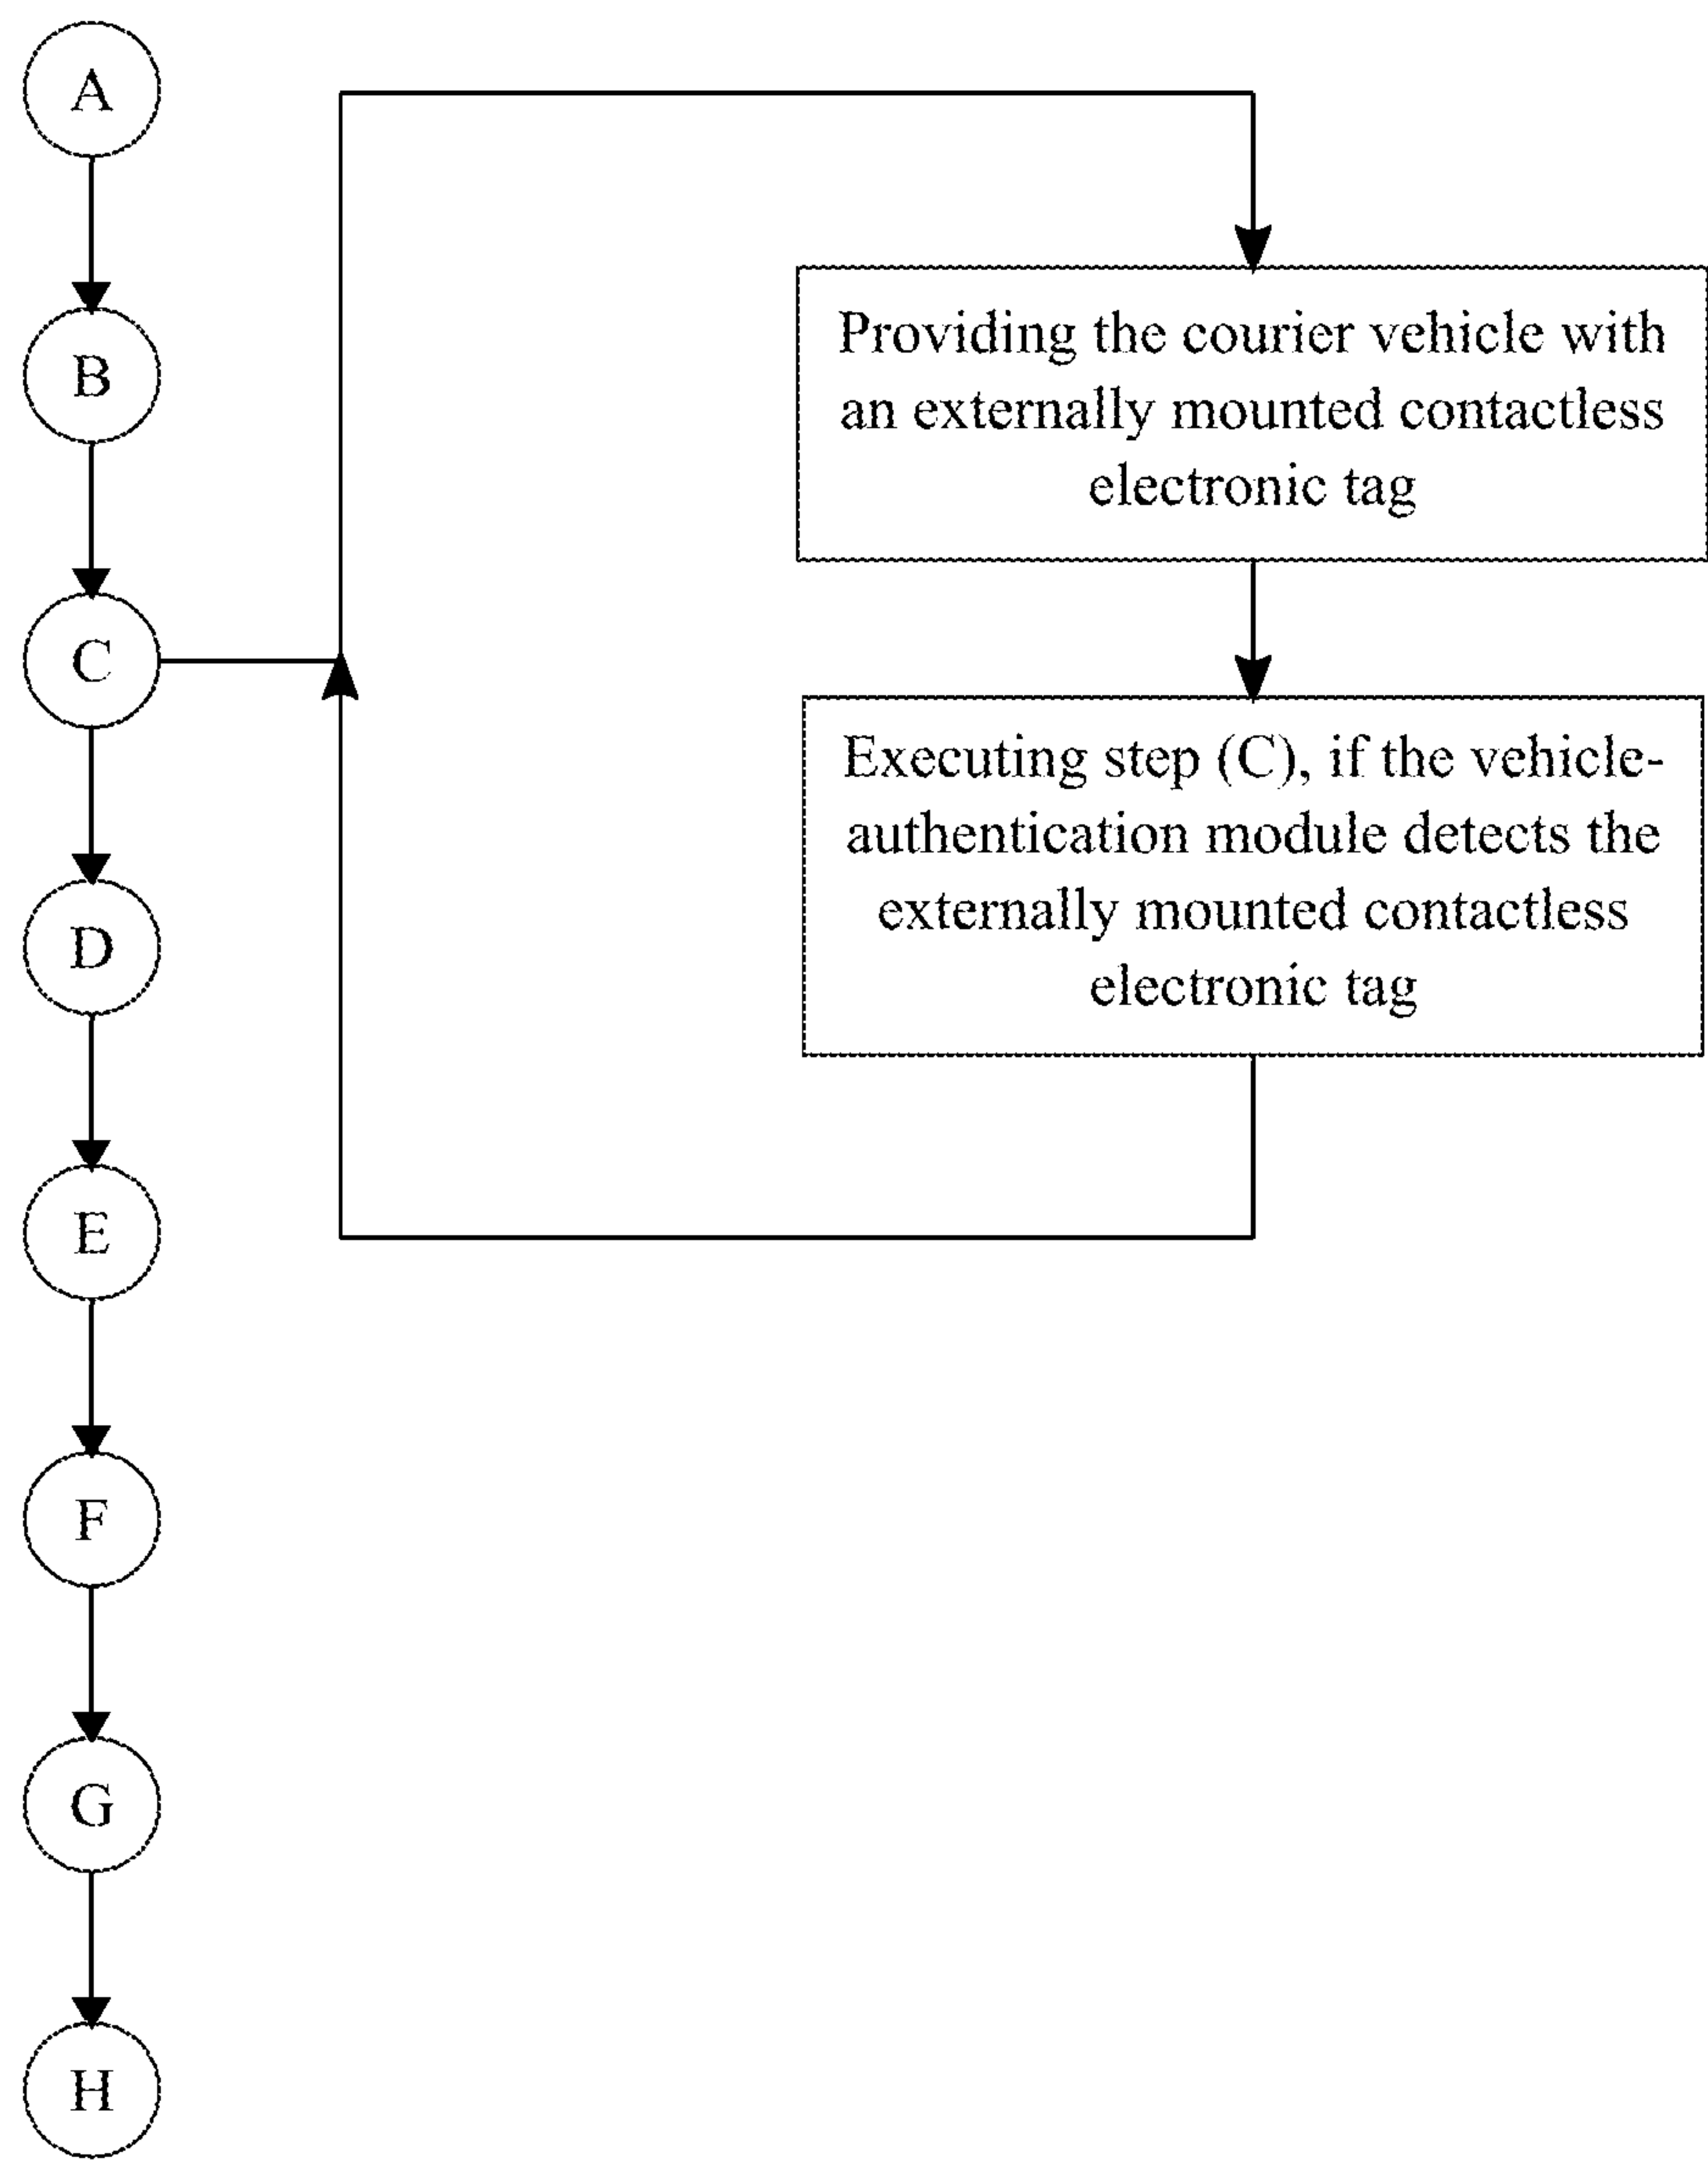 A
B
C
D
E
F
G
H
Providing the courier vehicle with
an externally mounted contactless
electronic tag
Executing step (C), if the vehicle-
authentication module detects the
externally mounted contactless
electronic tag